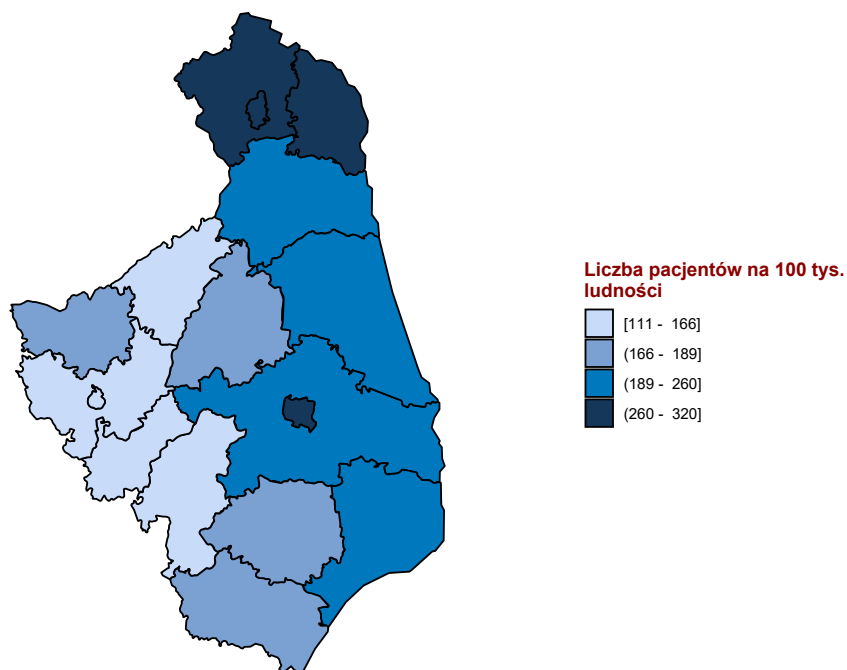 Liczba pacjentów na 100 tys.
ludności
[111 - 166]
(166 - 189]
(189 - 260]
(260 - 320]